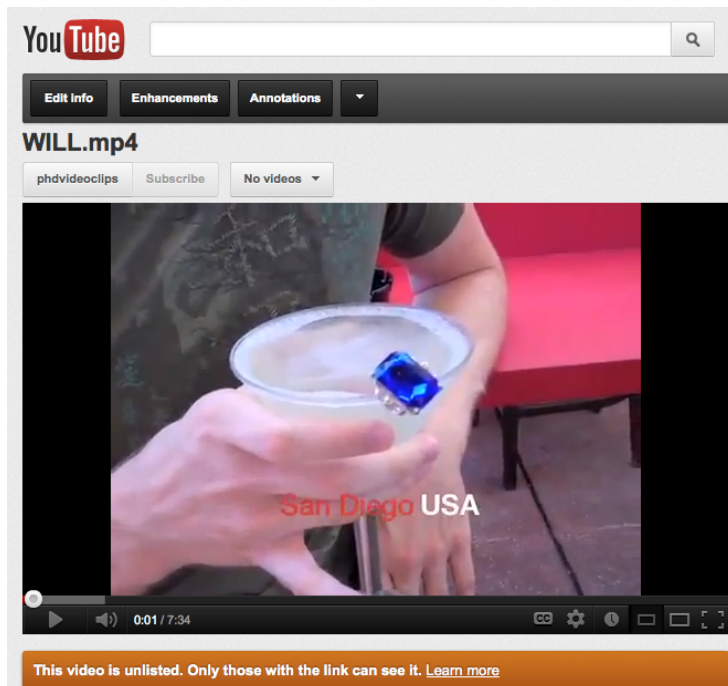 YouTube
Edit info Enhancements Annotations
WILL.mp4
phdvideoclips Subscribe No videos
San Diego USA
0:01 / 7:34
CC
This video is unlisted. Only those with the link can see it. Learn more